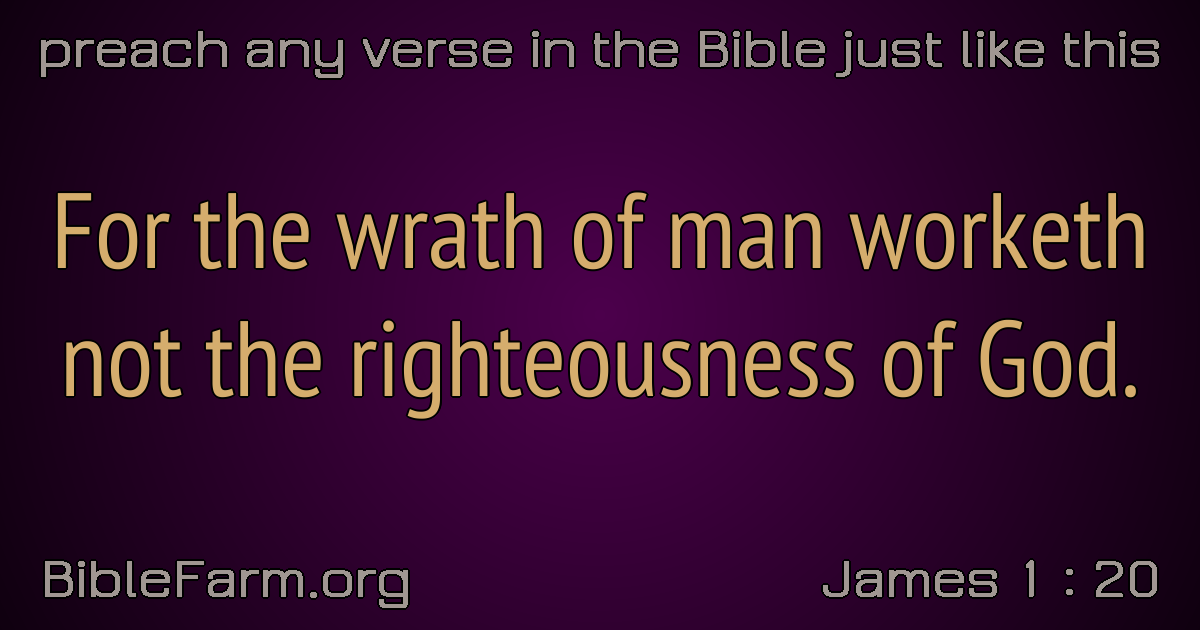 preach any verse in the Bible just like this
For the wrath of man worketh
not the righteousness of God.
BibleFarm.org
James 1 : 20